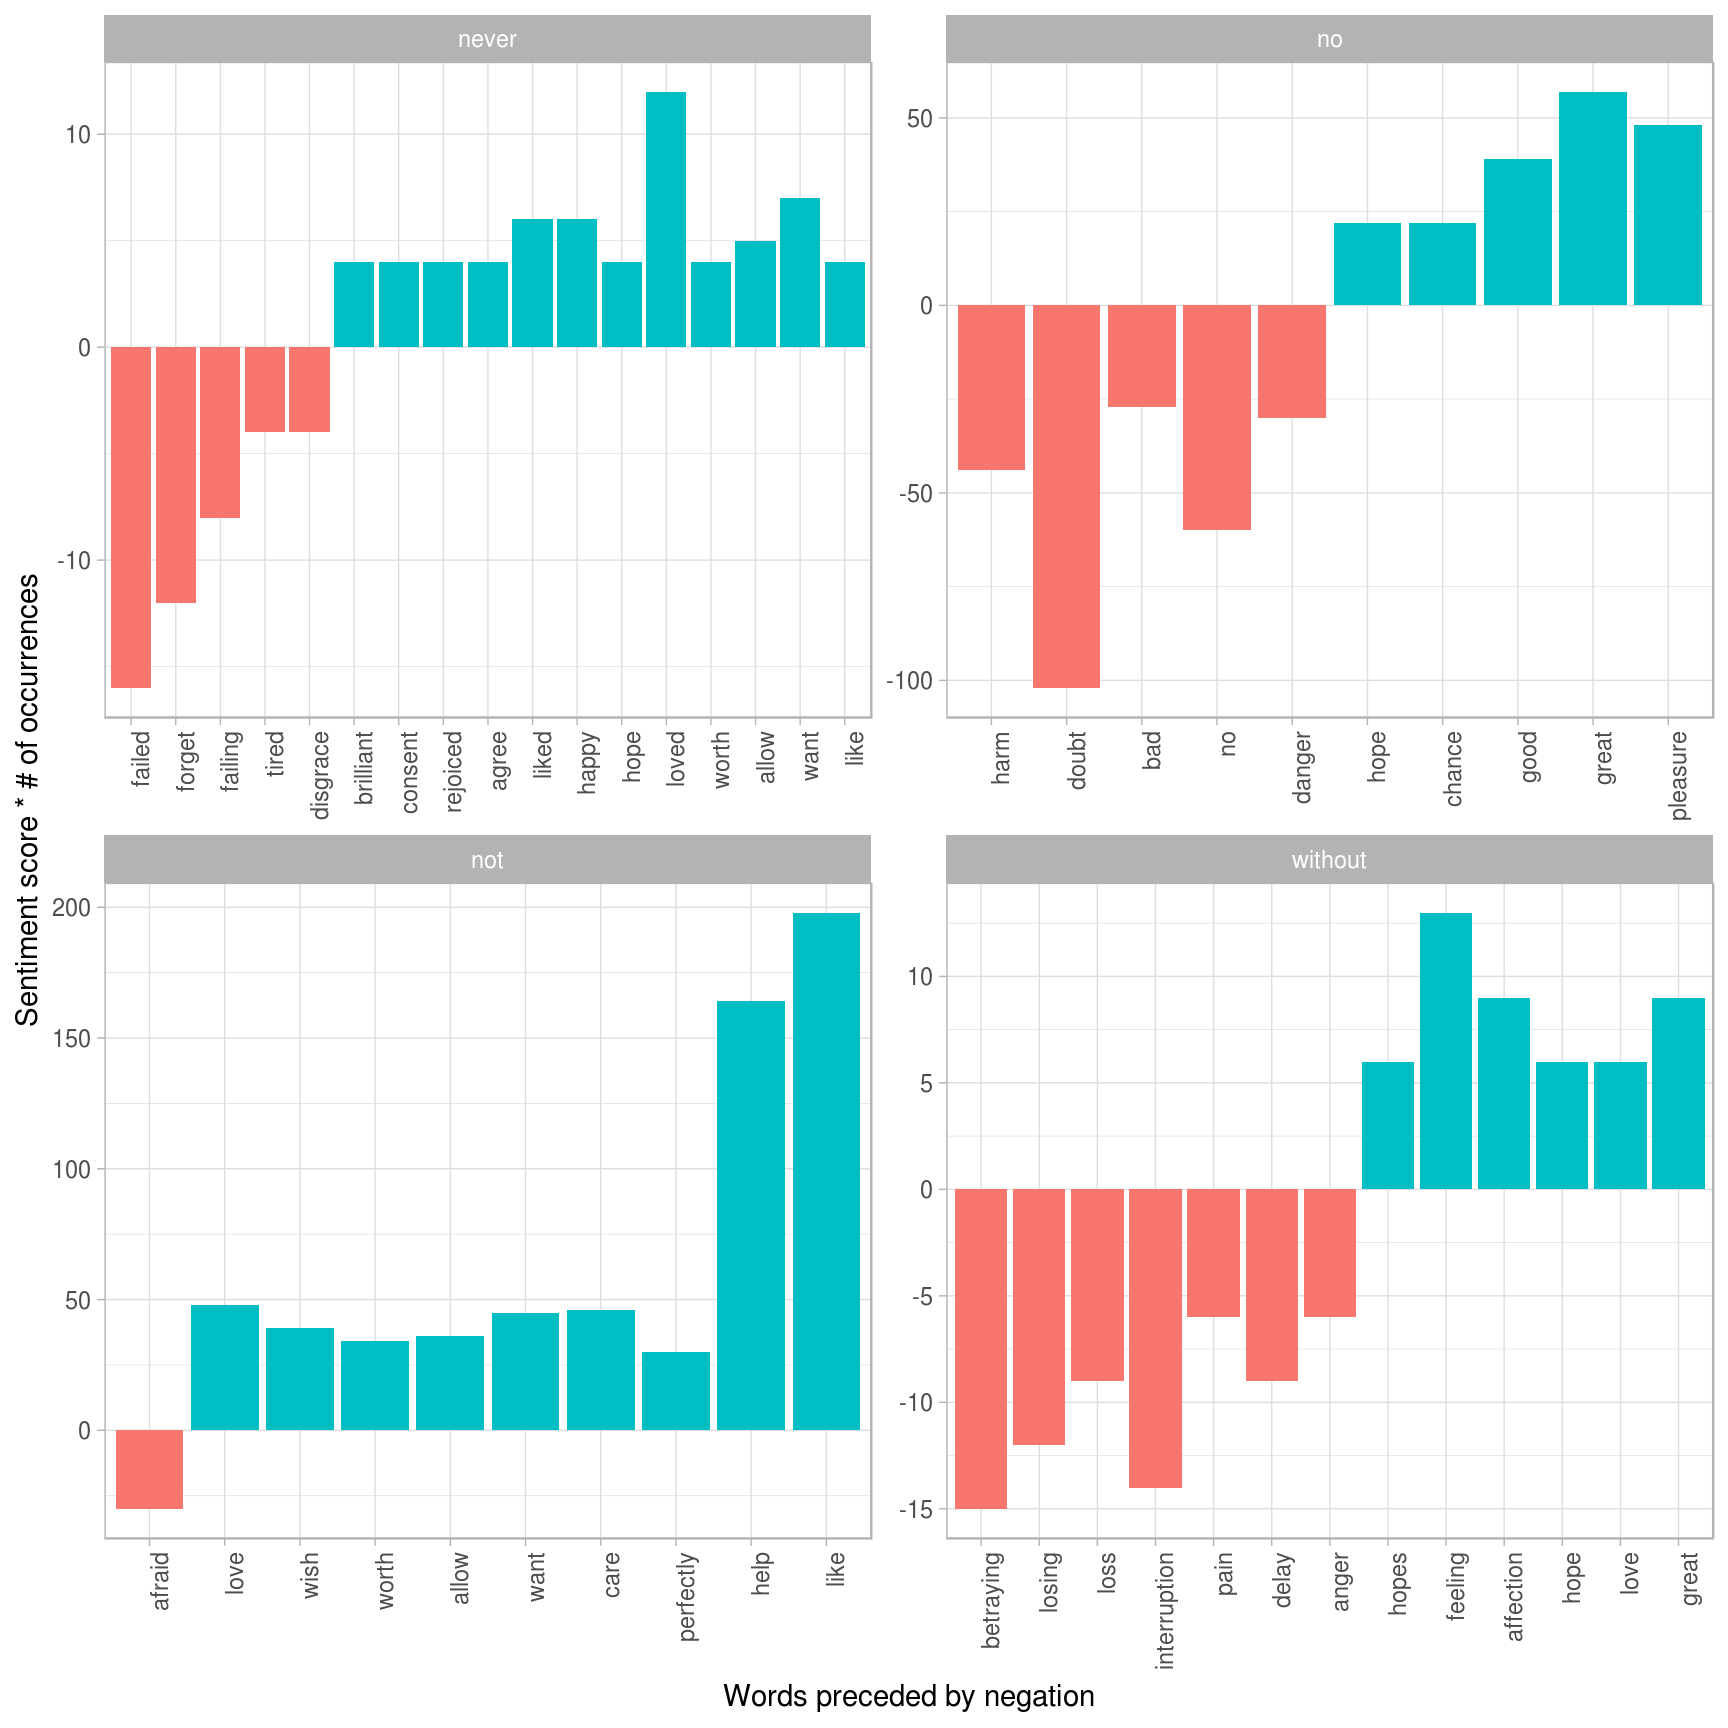 never
10
0
-10
failed
forget
failing
tired
disgrace
brilliant
consent
rejoiced
agree
liked
happy
hope
loved
worth
allow
want
like
no
50
0
-50
-100
harm
doubt
bad
no
danger
hope
chance
good
great
pleasure
Sentiment score * # of occurrences
not
200
150
100
50
0
afraid
love
wish
worth
allow
want
care
perfectly
help
like
without
10
5
0
-5
-10
-15
betraying
losing
loss
interruption
pain
delay
anger
hopes
feeling
affection
hope
love
great
Words preceded by negation